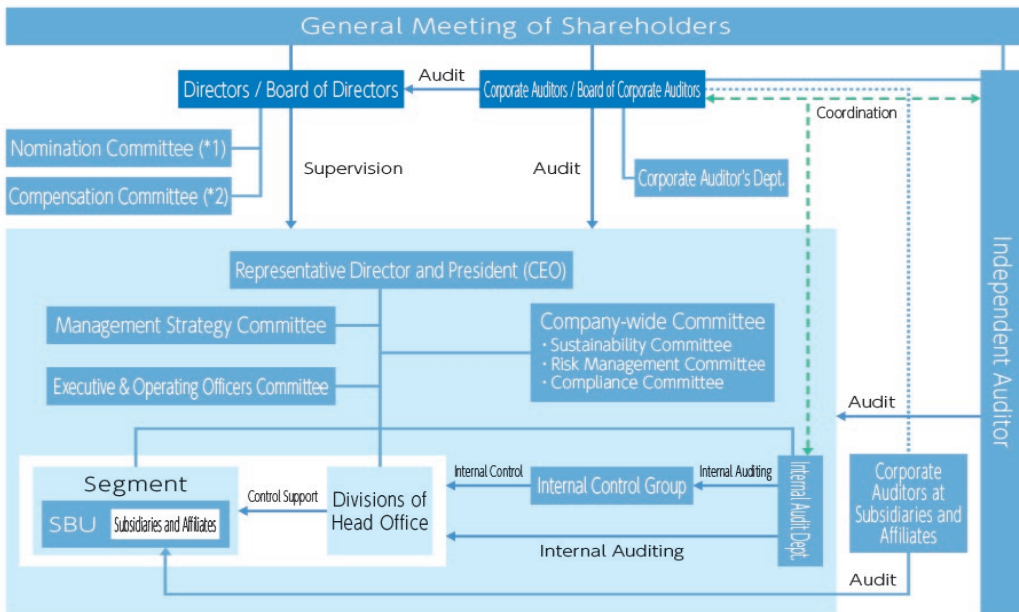 General Meeting of Shareholders
Directors / Board of Directors
Audit
Corporate Auditors / Board of Corporate Auditors
Coordination
Nomination Committee (*1)
Compensation Committee (*2)
Supervision
Audit
Corporate Auditor's Dept.
Independent Auditor
Representative Director and President (CEO)
Management Strategy Committee
Executive & Operating Officers Committee
Company-wide Committee
・Sustainability Committee
・Risk Management Committee
・Compliance Committee
Audit
Segment
SBU
Subsidiaries and Affiliates
Control Support
Divisions of
Head Office
Internal Control
Internal Control Group
Internal Auditing
Internal Auditing
Internal Audit Dept.
Corporate
Auditors at
Subsidiaries and
Affiliates
Audit